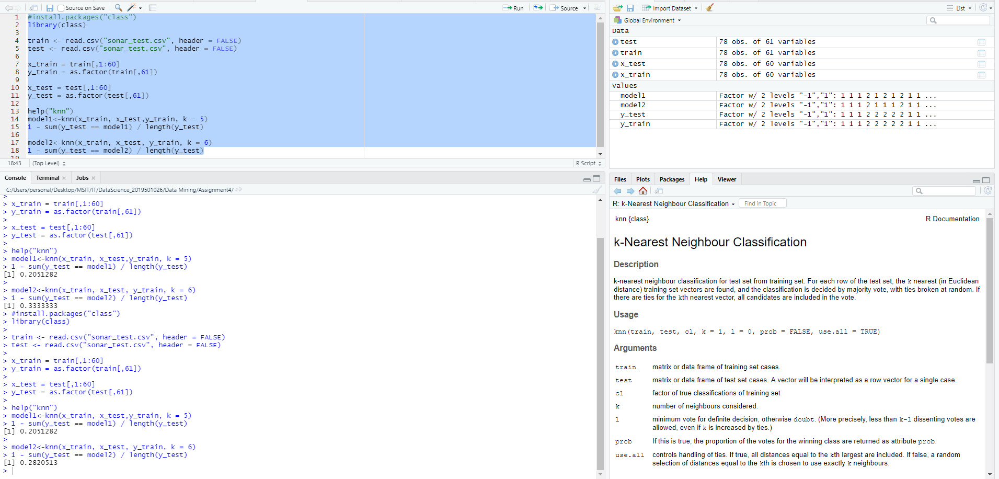 Source on Save
Run
Source
1 #install.packages("class")
2 library(class)
3
4 train <- read.csv("sonar_test.csv", header = FALSE)
5 test <- read.csv("sonar_test.csv", header = FALSE)
6
7 x_train = train[,1:60]
8 y_train = as.factor(train[,61])
9
10 x_test = test[,1:60]
11 y_test = as.factor(test[,61])
12
13 help("knn")
14 model1<-knn(x_train, x_test,y_train, k = 5)
15 1 - sum(y_test == model1) / length(y_test)
16
17 model2<-knn(x_train, x_test, y_train, k = 6)
18 1 - sum(y_test == model2) / length(y_test)
19
18:43 (Top Level) R Script
Console Terminal Jobs
C:/Users/personal/Desktop/MSIT/IT/DataScience_2019501026/Data Mining/Assignment4/
>
> x_train = train[,1:60]
> y_train = as.factor(train[,61])
>
> x_test = test[,1:60]
> y_test = as.factor(test[,61])
>
> help("knn")
> model1<-knn(x_train, x_test,y_train, k = 5)
> 1 - sum(y_test == model1) / length(y_test)
[1] 0.2051282
>
> model2<-knn(x_train, x_test, y_train, k = 6)
> 1 - sum(y_test == model2) / length(y_test)
[1] 0.3333333
> #install.packages("class")
> library(class)
>
> train <- read.csv("sonar_test.csv", header = FALSE)
> test <- read.csv("sonar_test.csv", header = FALSE)
>
> x_train = train[,1:60]
> y_train = as.factor(train[,61])
>
> x_test = test[,1:60]
> y_test = as.factor(test[,61])
>
> help("knn")
> model1<-knn(x_train, x_test,y_train, k = 5)
> 1 - sum(y_test == model1) / length(y_test)
[1] 0.2051282
>
> model2<-knn(x_train, x_test, y_train, k = 6)
> 1 - sum(y_test == model2) / length(y_test)
[1] 0.2820513
>
Import Dataset List
Global Environment
Data
test 78 obs. of 61 variables
train 78 obs. of 61 variables
x_test 78 obs. of 60 variables
x_train 78 obs. of 60 variables
Values
model1 Factor w/ 2 levels "-1","1": 1 1 1 2 1 2 1 2 1 1 ...
model2 Factor w/ 2 levels "-1","1": 1 1 1 2 1 1 1 2 1 1 ...
y_test Factor w/ 2 levels "-1","1": 1 1 1 2 2 2 2 2 1 1 ...
y_train Factor w/ 2 levels "-1","1": 1 1 1 2 2 2 2 2 1 1 ...
Files Plots Packages Help Viewer
R: k-Nearest Neighbour Classification Find in Topic
knn {class} R Documentation
k-Nearest Neighbour Classification
Description
k-nearest neighbour classification for test set from training set. For each row of the test set, the k nearest (in Euclidean
distance) training set vectors are found, and the classification is decided by majority vote, with ties broken at random. If
there are ties for the kth nearest vector, all candidates are included in the vote.
Usage
knn(train, test, cl, k = 1, l = 0, prob = FALSE, use.all = TRUE)
Arguments
train matrix or data frame of training set cases.
test matrix or data frame of test set cases. A vector will be interpreted as a row vector for a single case.
cl factor of true classifications of training set
k number of neighbours considered.
l minimum vote for definite decision, otherwise doubt. (More precisely, less than k-l dissenting votes are
allowed, even if k is increased by ties.)
prob If this is true, the proportion of the votes for the winning class are returned as attribute prob.
use.all controls handling of ties. If true, all distances equal to the kth largest are included. If false, a random
selection of distances equal to the kth is chosen to use exactly k neighbours.